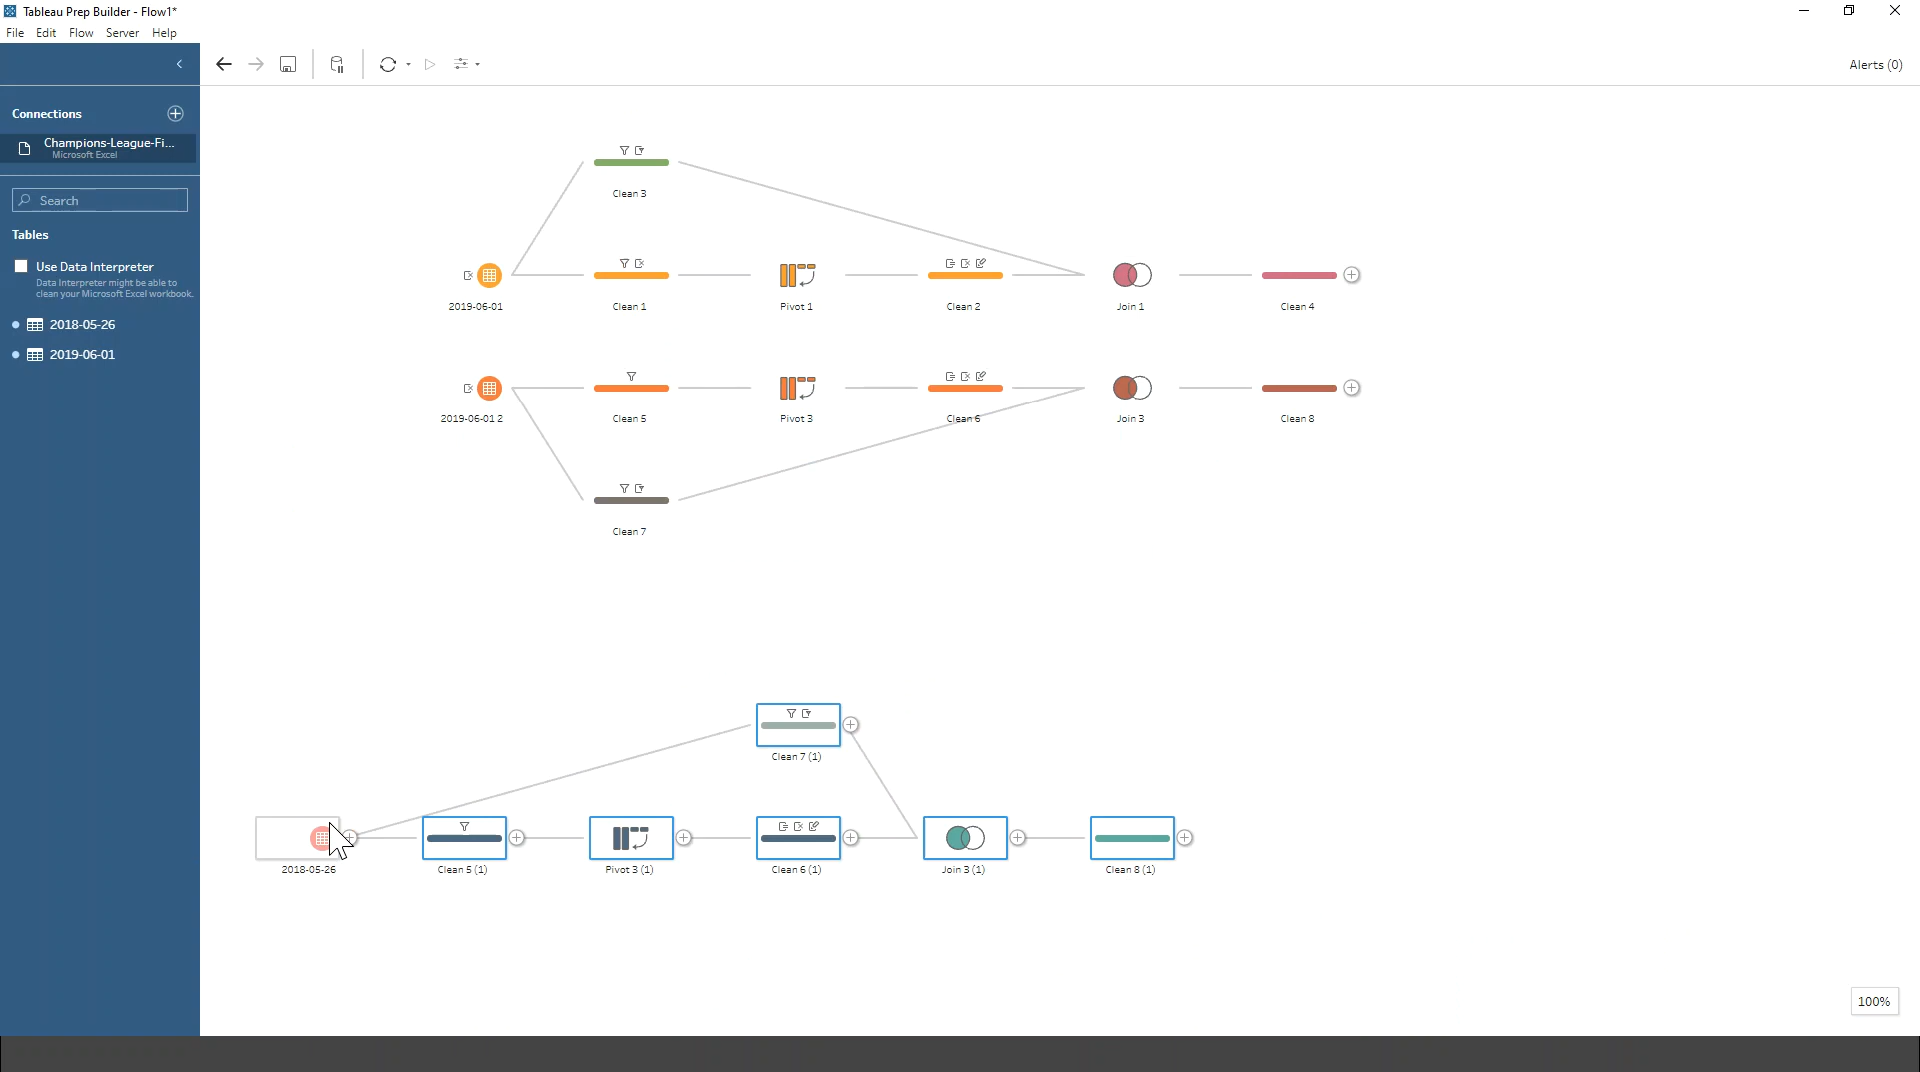 Tableau Prep Builder - Flow1*
File Edit Flow Server Help
Alerts (0)
Connections
Champions-League-Fi...
Microsoft Excel
Search
Tables
Use Data Interpreter
Data Interpreter might be able to
clean your Microsoft Excel workbook.
2018-05-26
2019-06-01
Clean 3
2019-06-01 Clean 1 Pivot 1 Clean 2 Join 1 Clean 4
2019-06-01 2 Clean 5 Pivot 3 Clean 6 Join 3 Clean 8
Clean 7
Clean 7 (1)
2018-05-26 Clean 5 (1) Pivot 3 (1) Clean 6 (1) Join 3 (1) Clean 8 (1)
100%